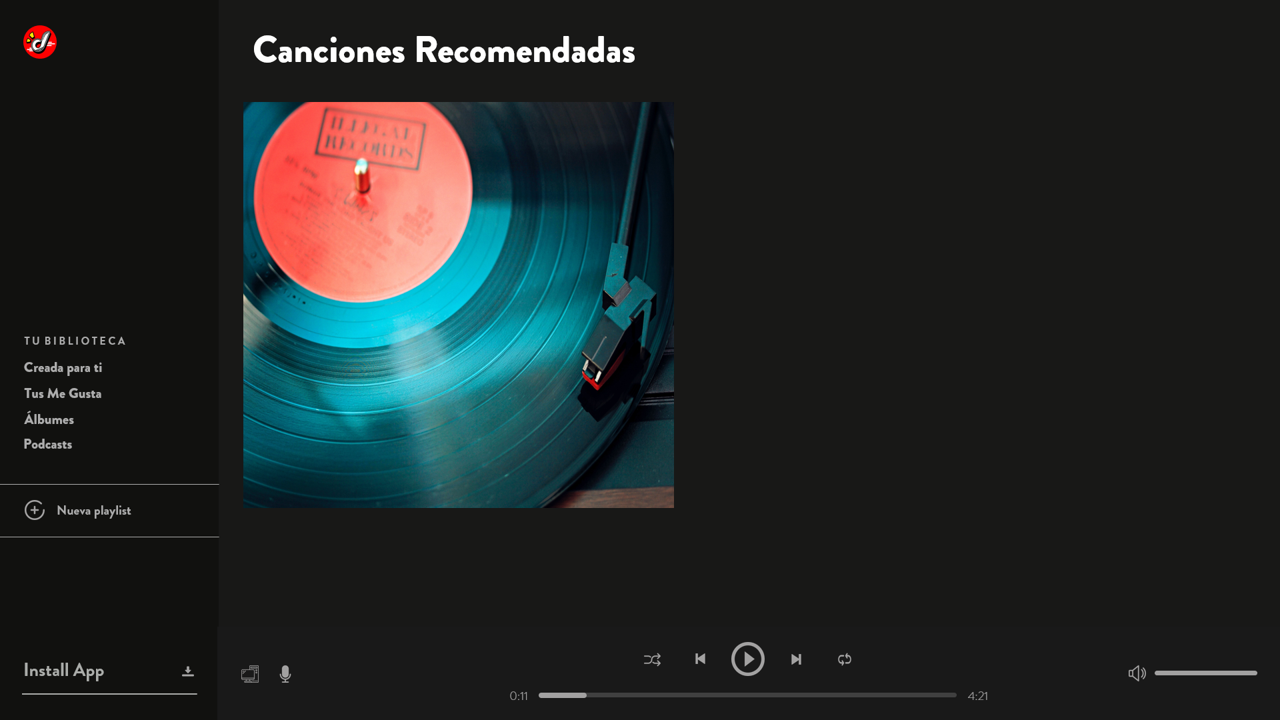 Canciones Recomendadas
ILLEGAL
RECORDS
TU BIBLIOTECA
Creada para ti
Tus Me Gusta
Álbumes
Podcasts
Nueva playlist
Install App
0:11
4:21